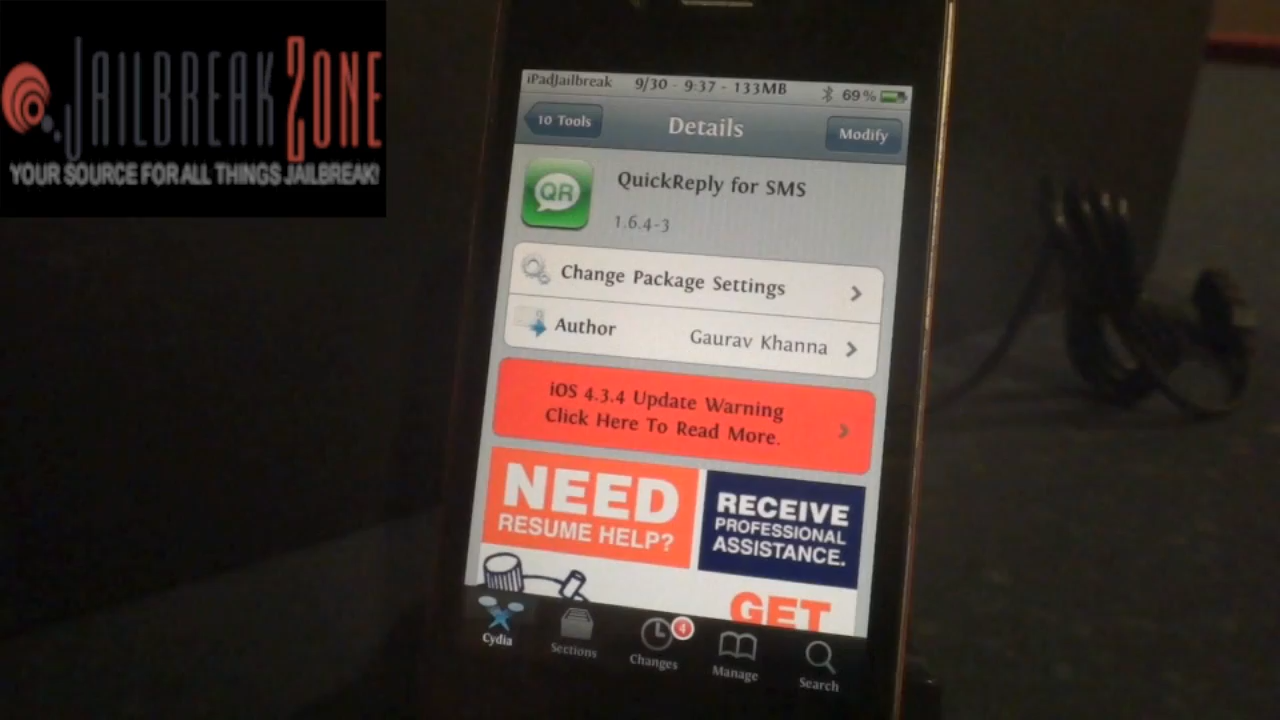 JAILBREAK ZONE
YOUR SOURCE FOR ALL THINGS JAILBREAK!
iPadJailbreak 9/30 - 9:37 - 133MB 69%
10 Tools Details Modify
QR
QuickReply for SMS
1.6.4-3
Change Package Settings
Author Gaurav Khanna
iOS 4.3.4 Update Warning
Click Here To Read More.
NEED
RESUME HELP?
RECEIVE
PROFESSIONAL
ASSISTANCE.
GET
4
Cydia Sections Changes Manage Search